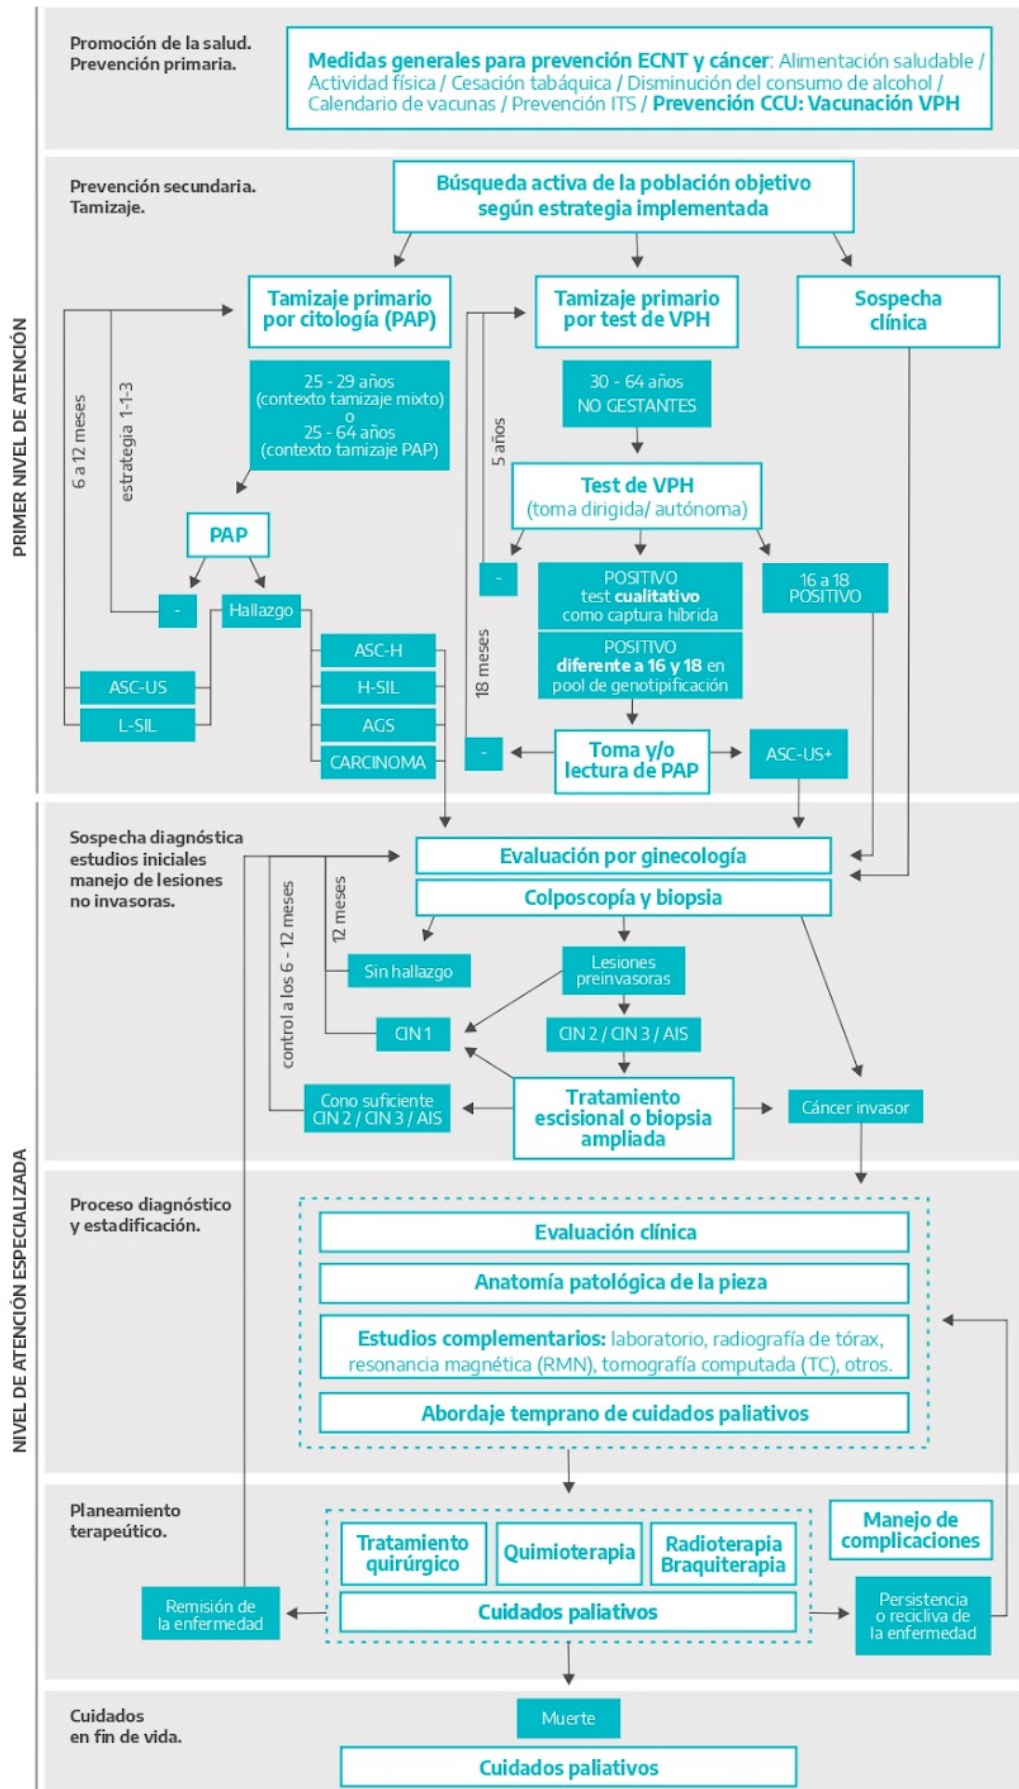 PRIMER NIVEL DE ATENCIÓN
Promoción de la salud.
Prevención primaria.
Medidas generales para prevención ECNT y cáncer: Alimentación saludable /
Actividad física / Cesación tabáquica / Disminución del consumo de alcohol /
Calendario de vacunas / Prevención ITS / Prevención CCU: Vacunación VPH
Prevención secundaria.
Tamizaje.
Búsqueda activa de la población objetivo
según estrategia implementada
Tamizaje primario
por citología (PAP)
Tamizaje primario
por test de VPH
Sospecha
clínica
6 a 12 meses
estrategia 1-1-3
25 - 29 años
(contexto tamizaje mixto)
o
25 - 64 años
(contexto tamizaje PAP)
5 años
18 meses
30 - 64 años
NO GESTANTES
Test de VPH
(toma dirigida/ autónoma)
PAP
-
Hallazgo
-
POSITIVO
test cualitativo
como captura híbrida
16 a 18
POSITIVO
POSITIVO
diferente a 16 y 18 en
pool de genotipificación
ASC-US
L-SIL
ASC-H
H-SIL
AGS
CARCINOMA
-
Toma y/o
lectura de PAP
ASC-US+
NIVEL DE ATENCIÓN ESPECIALIZADA
Sospecha diagnóstica
estudios iniciales
manejo de lesiones
no invasoras.
Evaluación por ginecología
Colposcopía y biopsia
control a los 6 - 12 meses
12 meses
Sin hallazgo
Lesiones
preinvasoras
CIN 1
CIN 2 / CIN 3 / AIS
Cono suficiente
CIN 2 / CIN 3 / AIS
Tratamiento
escisional o biopsia
ampliada
Cáncer invasor
Proceso diagnóstico
y estadificación.
Evaluación clínica
Anatomía patológica de la pieza
Estudios complementarios: laboratorio, radiografía de tórax,
resonancia magnética (RMN), tomografía computada (TC), otros.
Abordaje temprano de cuidados paliativos
Planeamiento
terapeútico.
Tratamiento
quirúrgico
Quimioterapia
Radioterapia
Braquiterapia
Manejo de
complicaciones
Remisión de
la enfermedad
Cuidados paliativos
Persistencia
o recicliva de
la enfermedad
Cuidados
en fin de vida.
Muerte
Cuidados paliativos